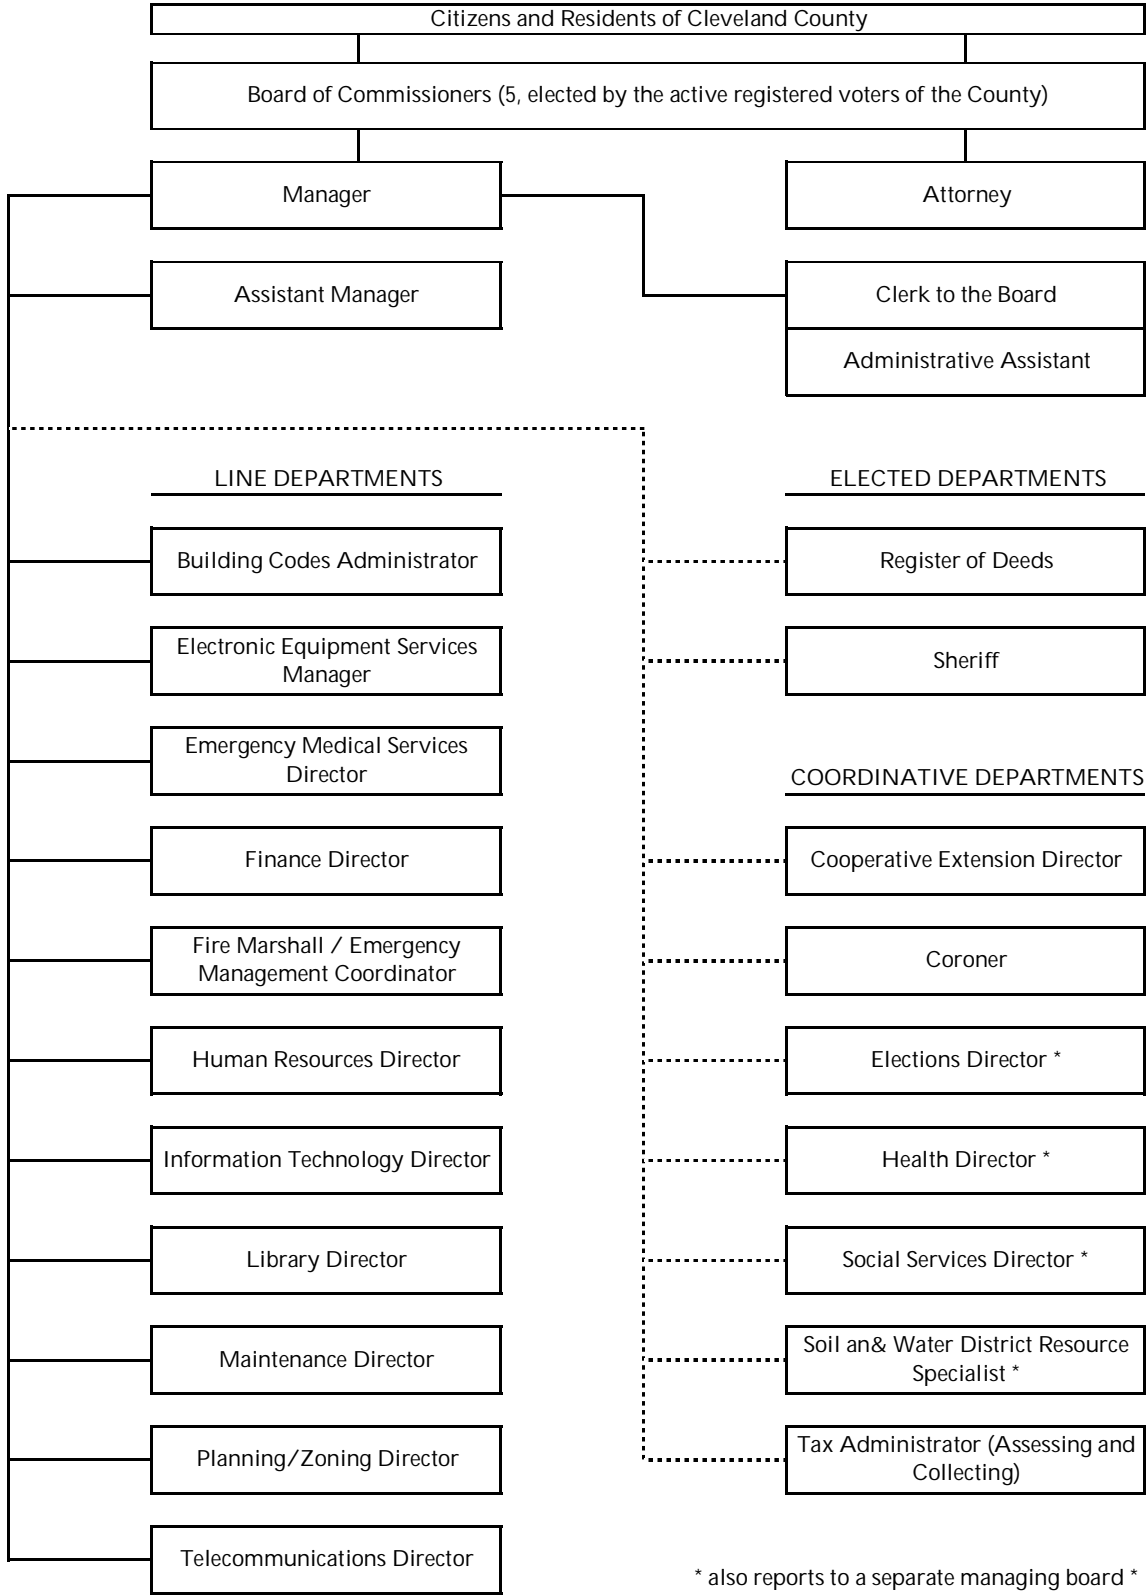 Citizens and Residents of Cleveland County
Board of Commissioners (5, elected by the active registered voters of the County)
Manager
Attorney
Assistant Manager
Clerk to the Board
Administrative Assistant
LINE DEPARTMENTS
ELECTED DEPARTMENTS
Building Codes Administrator
Register of Deeds
Electronic Equipment Services
Manager
Sheriff
Emergency Medical Services
Director
COORDINATIVE DEPARTMENTS
Finance Director
Cooperative Extension Director
Fire Marshall / Emergency
Management Coordinator
Coroner
Human Resources Director
Elections Director *
Information Technology Director
Health Director *
Library Director
Social Services Director *
Maintenance Director
Soil an& Water District Resource
Specialist *
Planning/Zoning Director
Tax Administrator (Assessing and
Collecting)
Telecommunications Director
* also reports to a separate managing board *